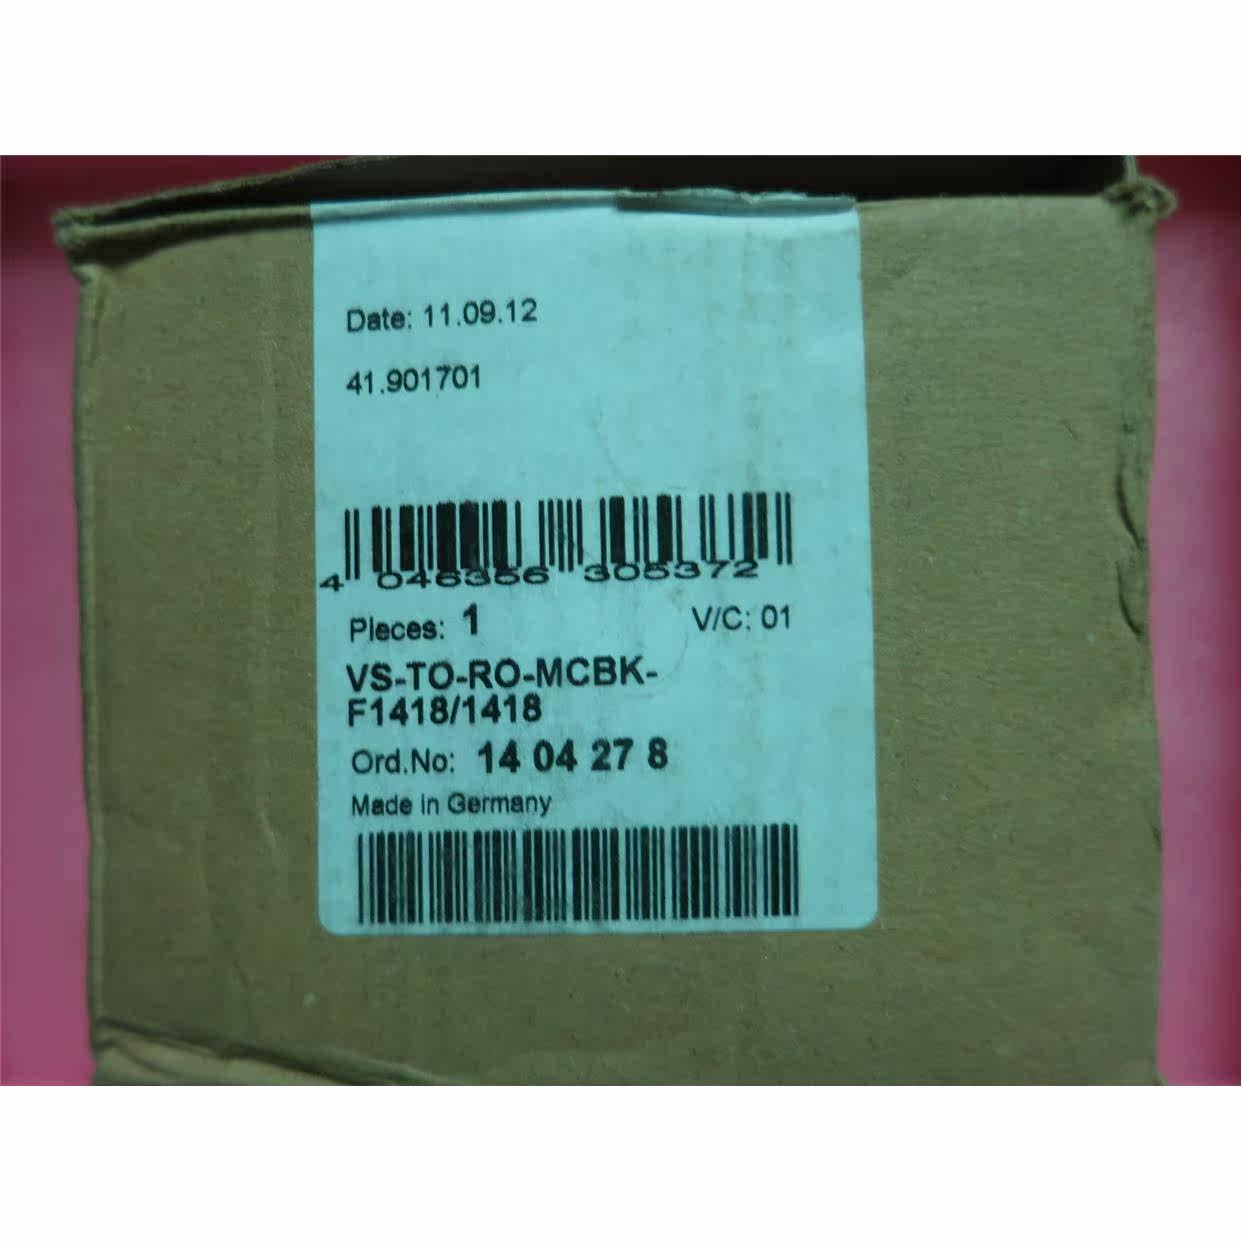 Date: 11.09.12
41.901701
4 046356 305372
Pieces: 1 V/C: 01
VS-TO-RO-MCBK-
F1418/1418
Ord.No: 14 04 27 8
Made in Germany